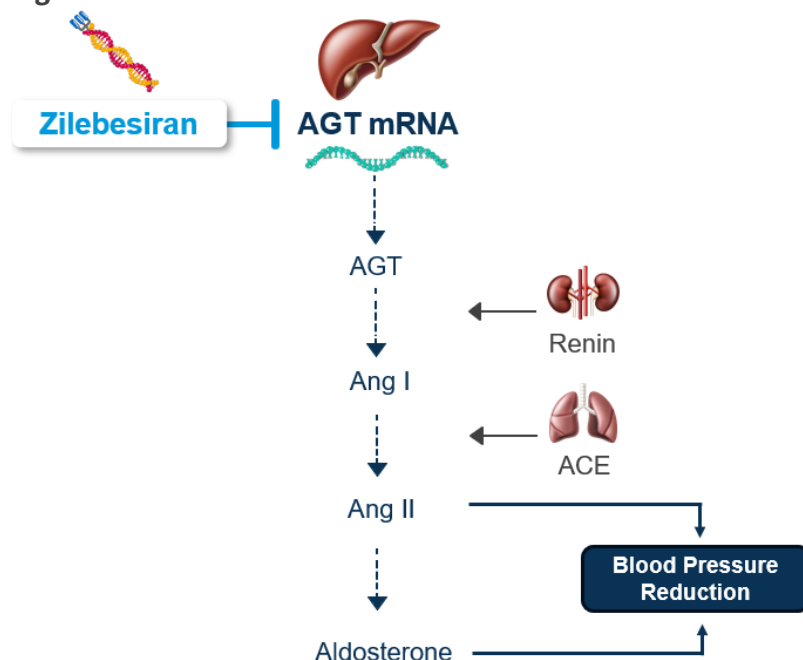 Zilebesiran
AGT mRNA
AGT
Renin
Ang I
ACE
Ang II
Blood Pressure
Reduction
Aldosterone